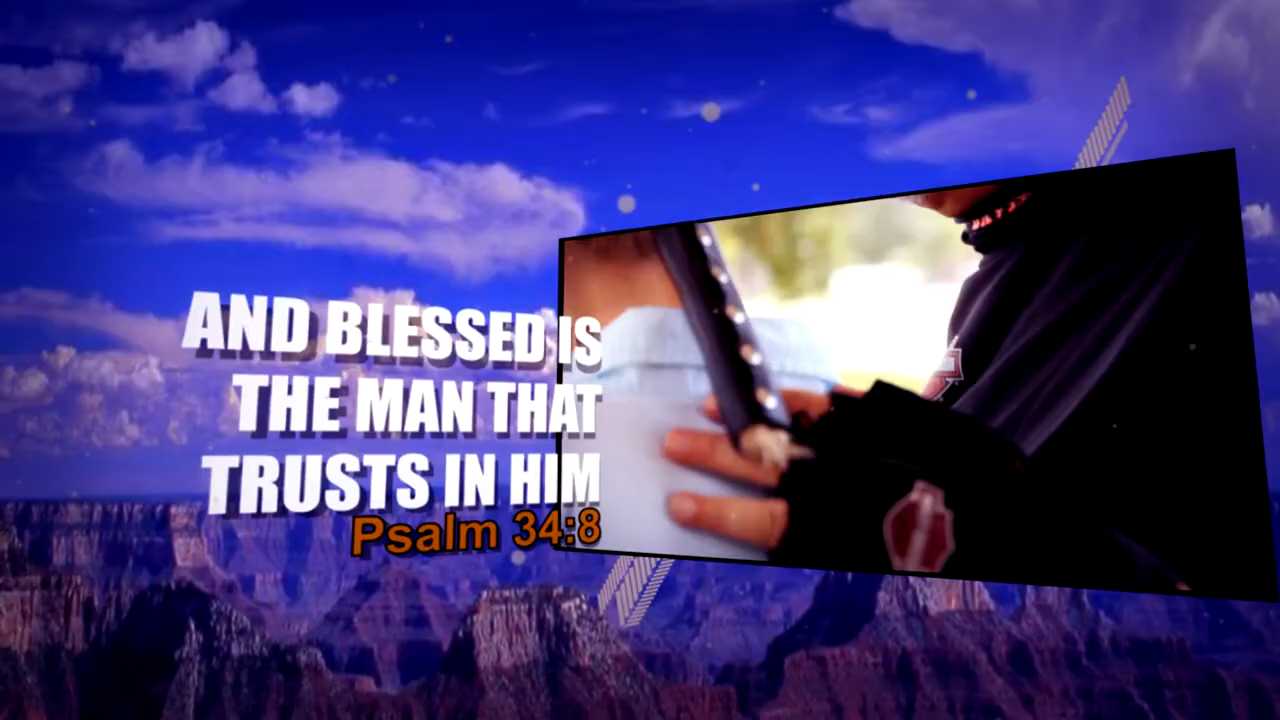 AND BLESSED IS
THE MAN THAT
TRUSTS IN HIM
Psalm 34:8